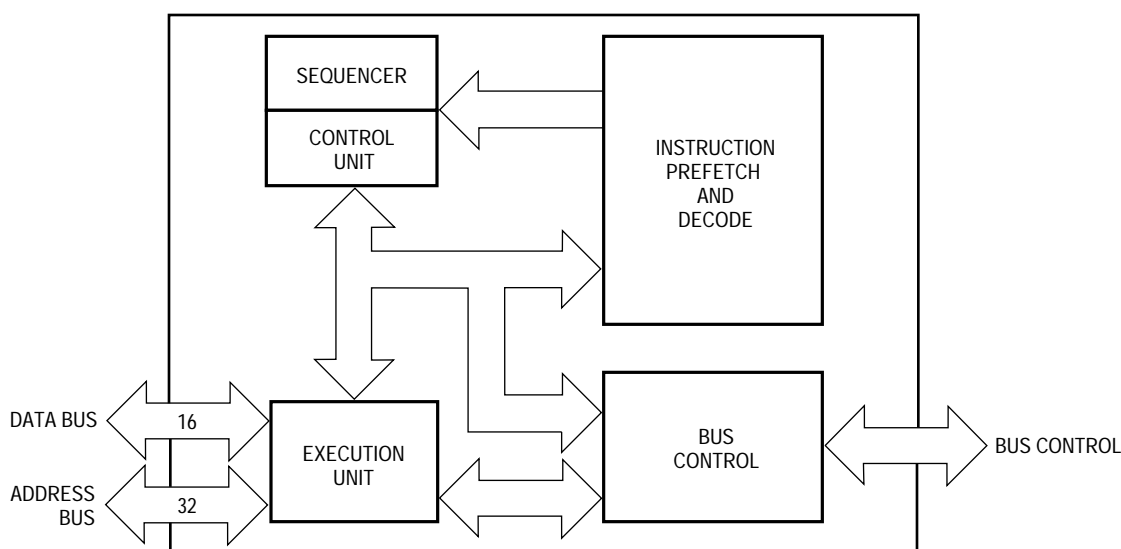 SEQUENCER
CONTROL
UNIT
INSTRUCTION
PREFETCH
AND
DECODE
DATA BUS
16
ADDRESS
BUS
32
EXECUTION
UNIT
BUS
CONTROL
BUS CONTROL